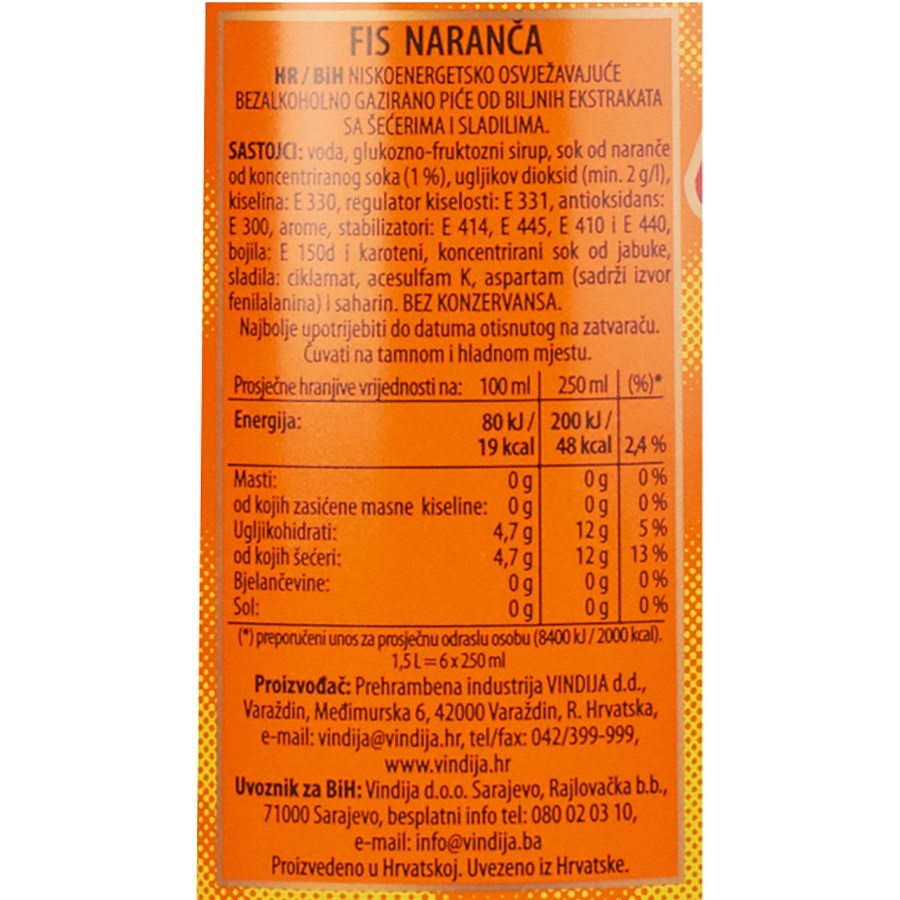 FIS NARANČA
HR / BiH NISKOENERGETSKO OSVJEŽAVAJUĆE
BEZALKOHOLNO GAZIRANO PIĆE OD BILJNIH EKSTRAKATA
SA ŠEĆERIMA I SLADILIMA.
SASTOJCI: voda, glukozno-fruktozni sirup, sok od naranče
od koncentriranog soka (1 %), ugljikov dioksid (min. 2 g/l),
kiselina: E 330, regulator kiselosti: E 331, antioksidans:
E 300, arome, stabilizatori: E 414, E 445, E 410 i E 440,
bojila: E 150d i karoteni, koncentrirani sok od jabuke,
sladila: ciklamat, acesulfam K, aspartam (sadrži izvor
fenilalanina) i saharin. BEZ KONZERVANSA.
Najbolje upotrijebiti do datuma otisnutog na zatvaraču.
Čuvati na tamnom i hladnom mjestu.
Prosječne hranjive vrijednosti na: 100 ml 250 ml (%)*
Energija: 80 kJ / 200 kJ /
19 kcal 48 kcal 2,4 %
Masti: 0 g 0 g 0 %
od kojih zasićene masne kiseline: 0 g 0 g 0 %
Ugljikohidrati: 4,7 g 12 g 5 %
od kojih šećeri: 4,7 g 12 g 13 %
Bjelančevine: 0 g 0 g 0 %
Sol: 0 g 0 g 0 %
(*) preporučeni unos za prosječnu odraslu osobu (8400 kJ / 2000 kcal).
1,5 L = 6 x 250 ml
Proizvođač: Prehrambena industrija VINDIJA d.d.,
Varaždin, Međimurska 6, 42000 Varaždin, R. Hrvatska,
e-mail: vindija@vindija.hr, tel/fax: 042/399-999,
www.vindija.hr
Uvoznik za BiH: Vindija d.o.o. Sarajevo, Rajlovačka b.b.,
71000 Sarajevo, besplatni info tel: 080 02 03 10,
e-mail: info@vindija.ba
Proizvedeno u Hrvatskoj. Uvezeno iz Hrvatske.